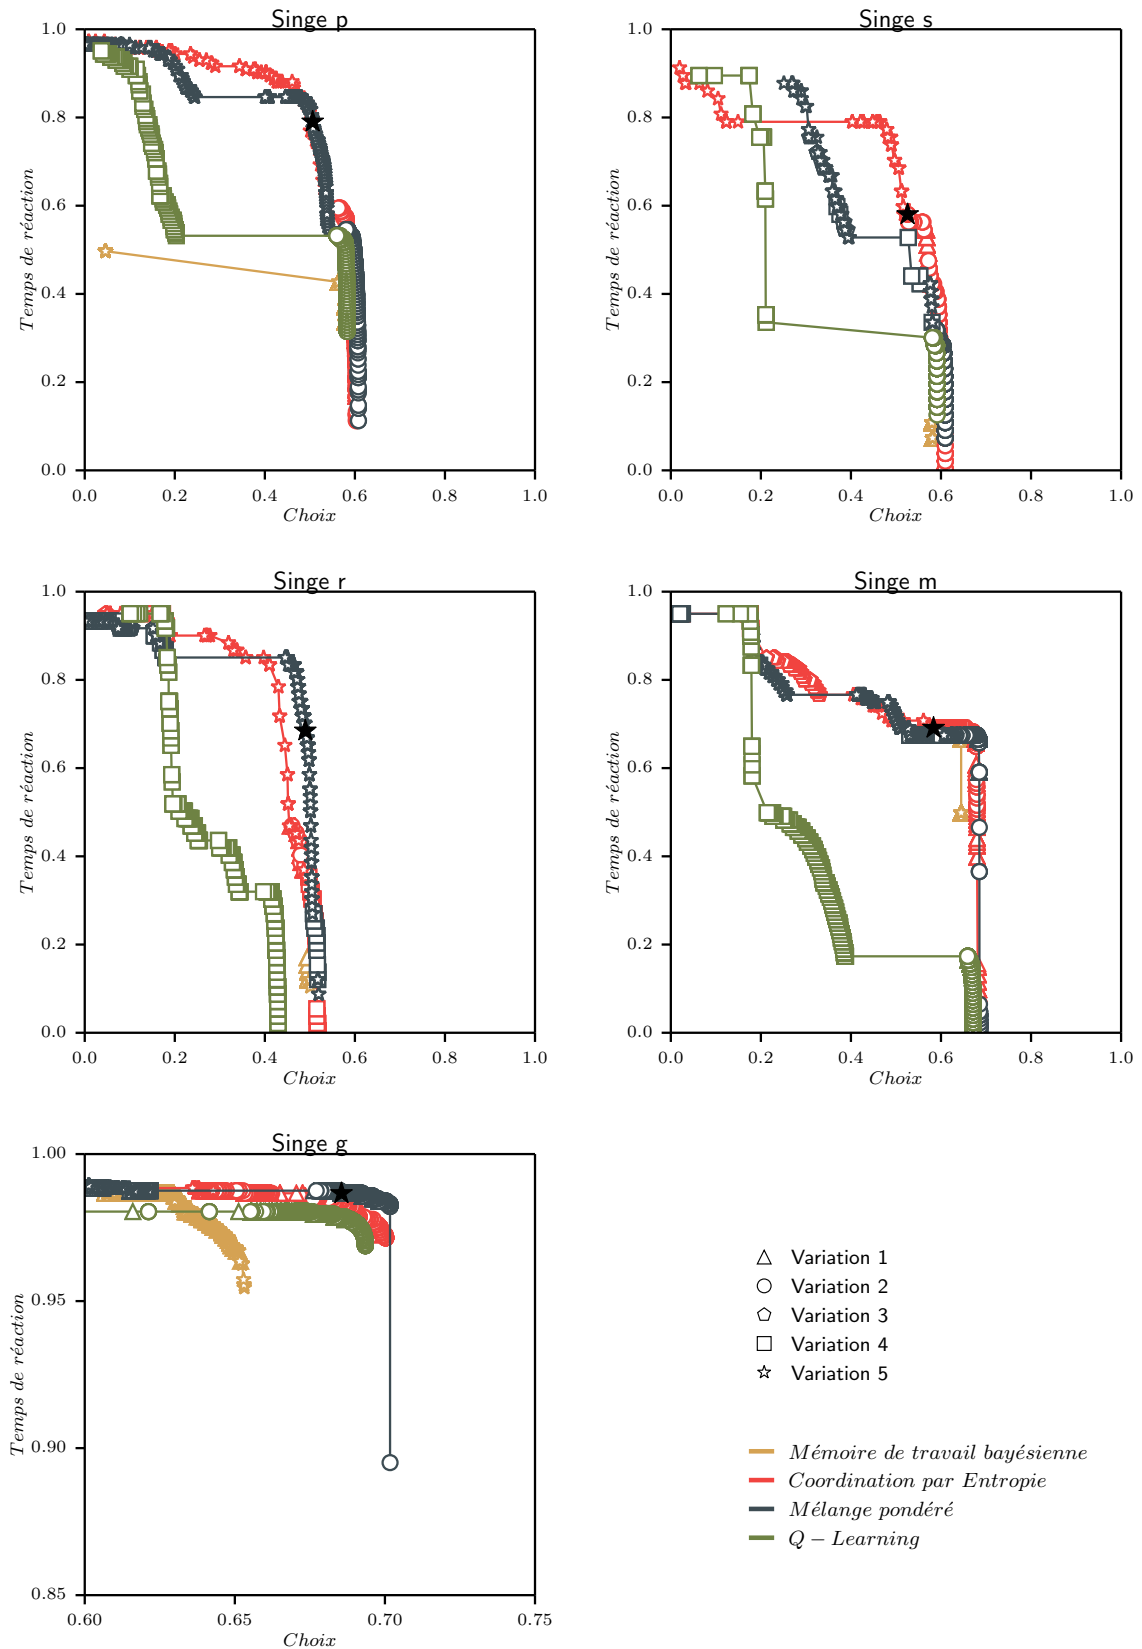 Singe p
1.0
0.8
0.6
0.4
0.2
0.0
Temps de réaction
0.0 0.2 0.4 0.6 0.8 1.0
Choix
Singe s
1.0
0.8
0.6
0.4
0.2
0.0
Temps de réaction
0.0 0.2 0.4 0.6 0.8 1.0
Choix
Singe r
1.0
0.8
0.6
0.4
0.2
0.0
Temps de réaction
0.0 0.2 0.4 0.6 0.8 1.0
Choix
Singe m
1.0
0.8
0.6
0.4
0.2
0.0
Temps de réaction
0.0 0.2 0.4 0.6 0.8 1.0
Choix
Singe g
1.00
0.95
0.90
0.85
Temps de réaction
0.60 0.65 0.70 0.75
Choix
Variation 1
Variation 2
Variation 3
Variation 4
Variation 5
Mémoire de travail bayésienne
Coordination par Entropie
Mélange pondéré
Q − Learning